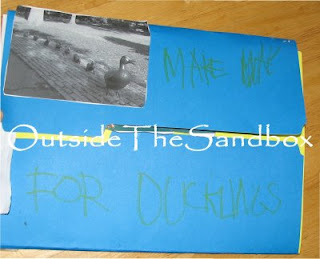 MAKE WAY
OutsideTheSandbox
FOR DUCKLINGS